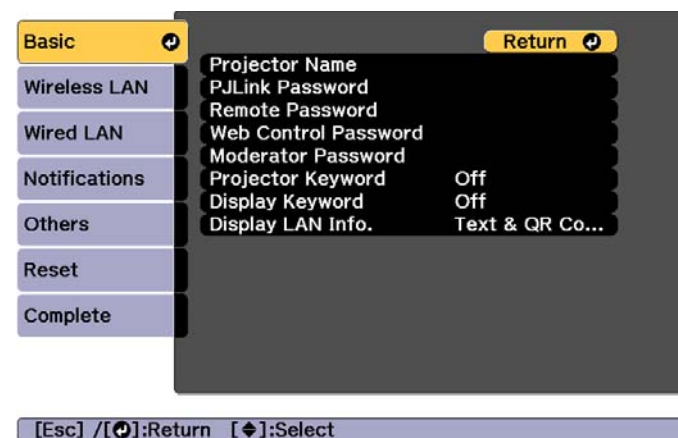 Basic
Wireless LAN
Wired LAN
Notifications
Others
Reset
Complete
Return
Projector Name
PJLink Password
Remote Password
Web Control Password
Moderator Password
Projector Keyword Off
Display Keyword Off
Display LAN Info. Text & QR Co...
[Esc] /[⏎]:Return [◆]:Select